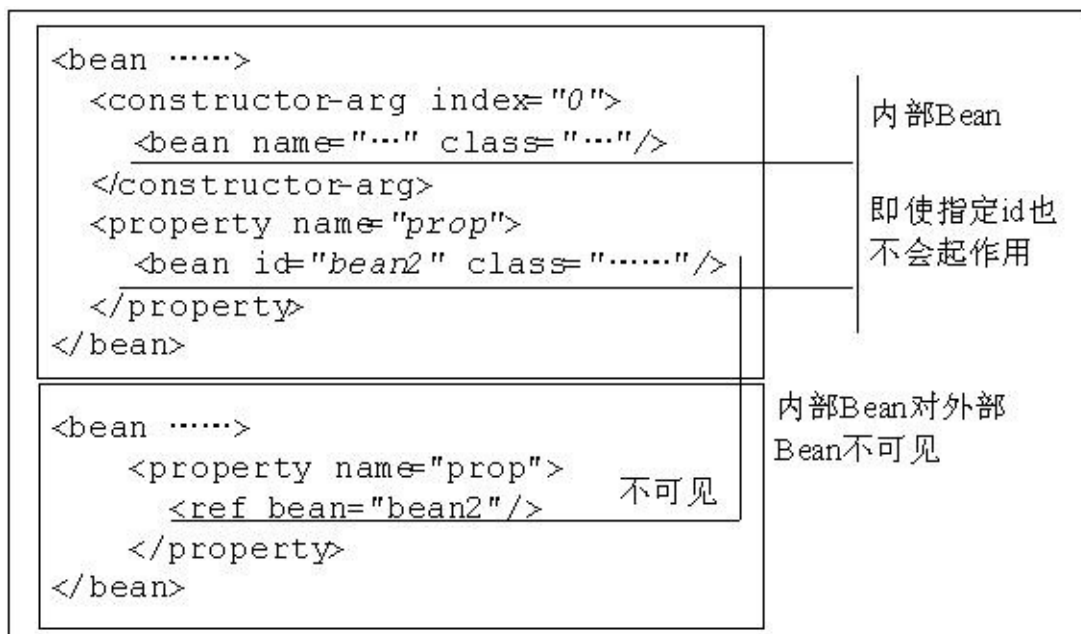 <bean ⋯⋯>
<constructor-arg index="0">
<bean name="⋯" class="⋯"/>
</constructor-arg>
<property name="prop">
<bean id="bean2" class="⋯⋯"/>
</property>
</bean>
内部Bean
即使指定id也
不会起作用
<bean ⋯⋯>
<property name="prop">
<ref bean="bean2"/>
</property>
</bean>
不可见
内部Bean对外部
Bean不可见